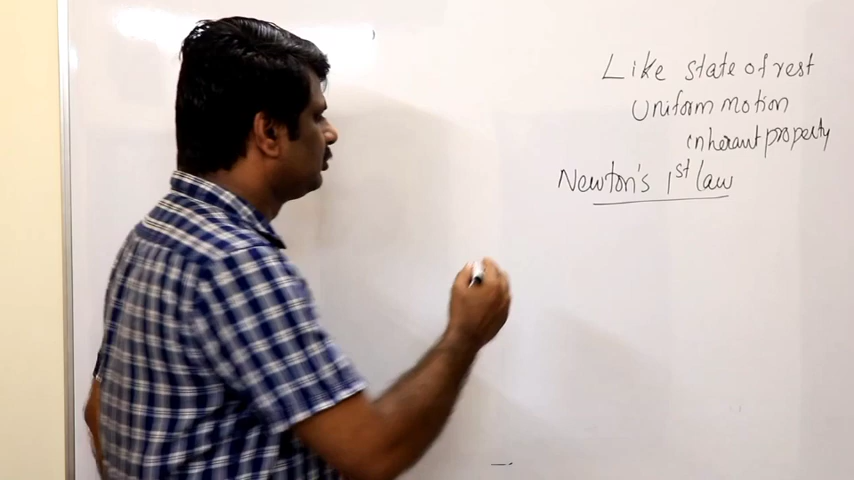 Like state of rest
Uniform motion
inherant property
Newton's 1st law